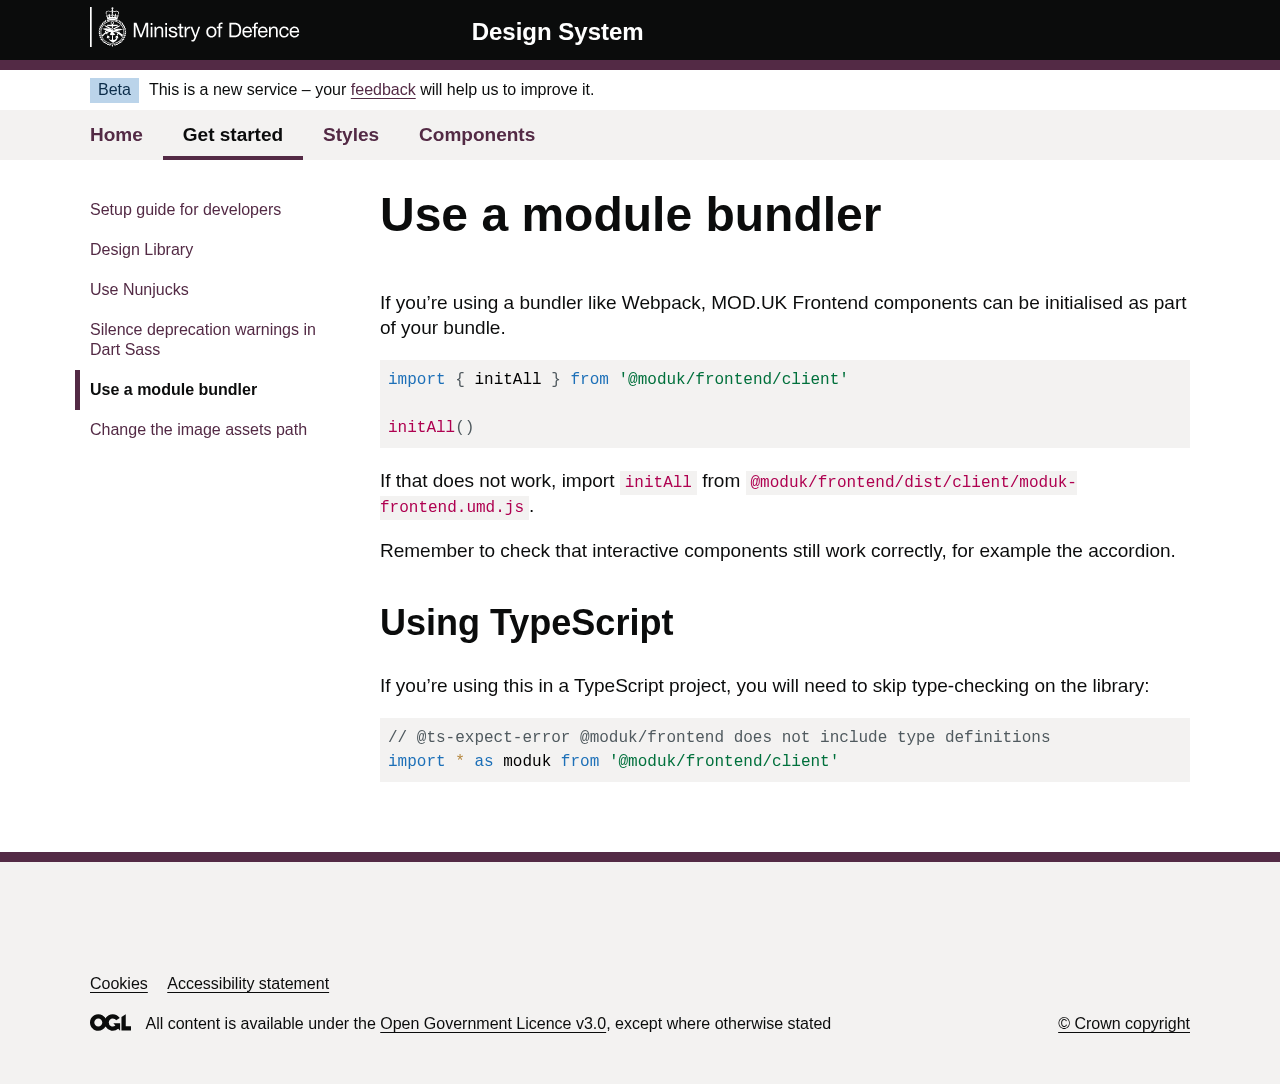 Ministry of Defence
Design System
Beta This is a new service – your feedback will help us to improve it.
Home Get started Styles Components
Setup guide for developers
Design Library
Use Nunjucks
Silence deprecation warnings in
Dart Sass
Use a module bundler
Change the image assets path
Use a module bundler
If you’re using a bundler like Webpack, MOD.UK Frontend components can be initialised as part
of your bundle.
import { initAll } from '@moduk/frontend/client'
initAll()
If that does not work, import initAll from @moduk/frontend/dist/client/moduk-
frontend.umd.js.
Remember to check that interactive components still work correctly, for example the accordion.
Using TypeScript
If you’re using this in a TypeScript project, you will need to skip type-checking on the library:
// @ts-expect-error @moduk/frontend does not include type definitions
import * as moduk from '@moduk/frontend/client'
Cookies Accessibility statement
OGL All content is available under the Open Government Licence v3.0, except where otherwise stated
© Crown copyright